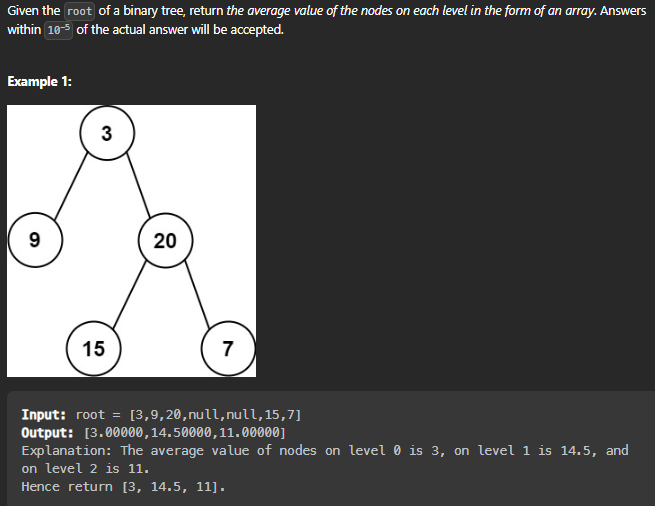 Given the root of a binary tree, return the average value of the nodes on each level in the form of an array. Answers
within 10⁻⁵ of the actual answer will be accepted.
Example 1:
3
9
20
15
7
Input: root = [3,9,20,null,null,15,7]
Output: [3.00000,14.50000,11.00000]
Explanation: The average value of nodes on level 0 is 3, on level 1 is 14.5, and
on level 2 is 11.
Hence return [3, 14.5, 11].